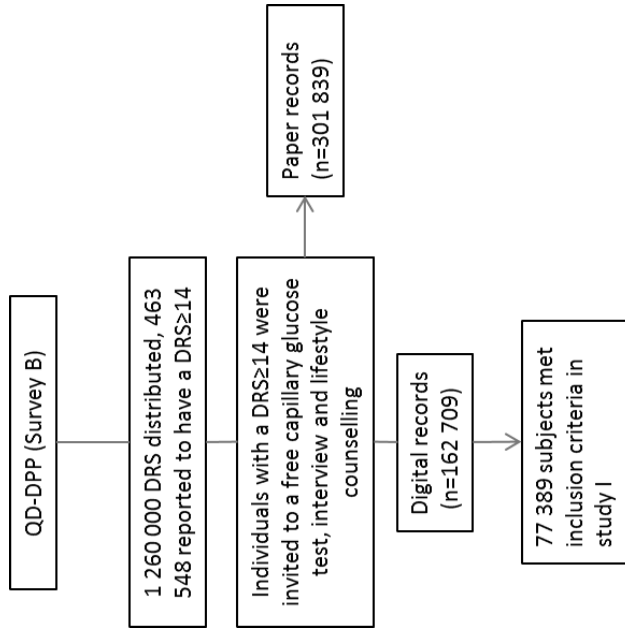 QD-DPP (Survey B)
1 260 000 DRS distributed, 463
548 reported to have a DRS≥14
Individuals with a DRS≥14 were
invited to a free capillary glucose
test, interview and lifestyle
counselling
Paper records
(n=301 839)
Digital records
(n=162 709)
77 389 subjects met
inclusion criteria in
study I